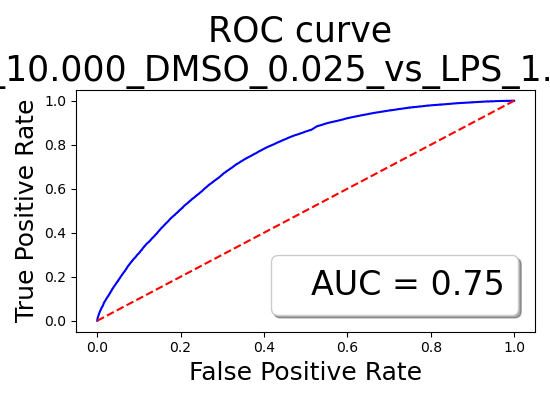 ROC curve
_10.000_DMSO_0.025_vs_LPS_1.
True Positive Rate
1.0
0.8
0.6
0.4
0.2
0.0
AUC = 0.75
0.0 0.2 0.4 0.6 0.8 1.0
False Positive Rate